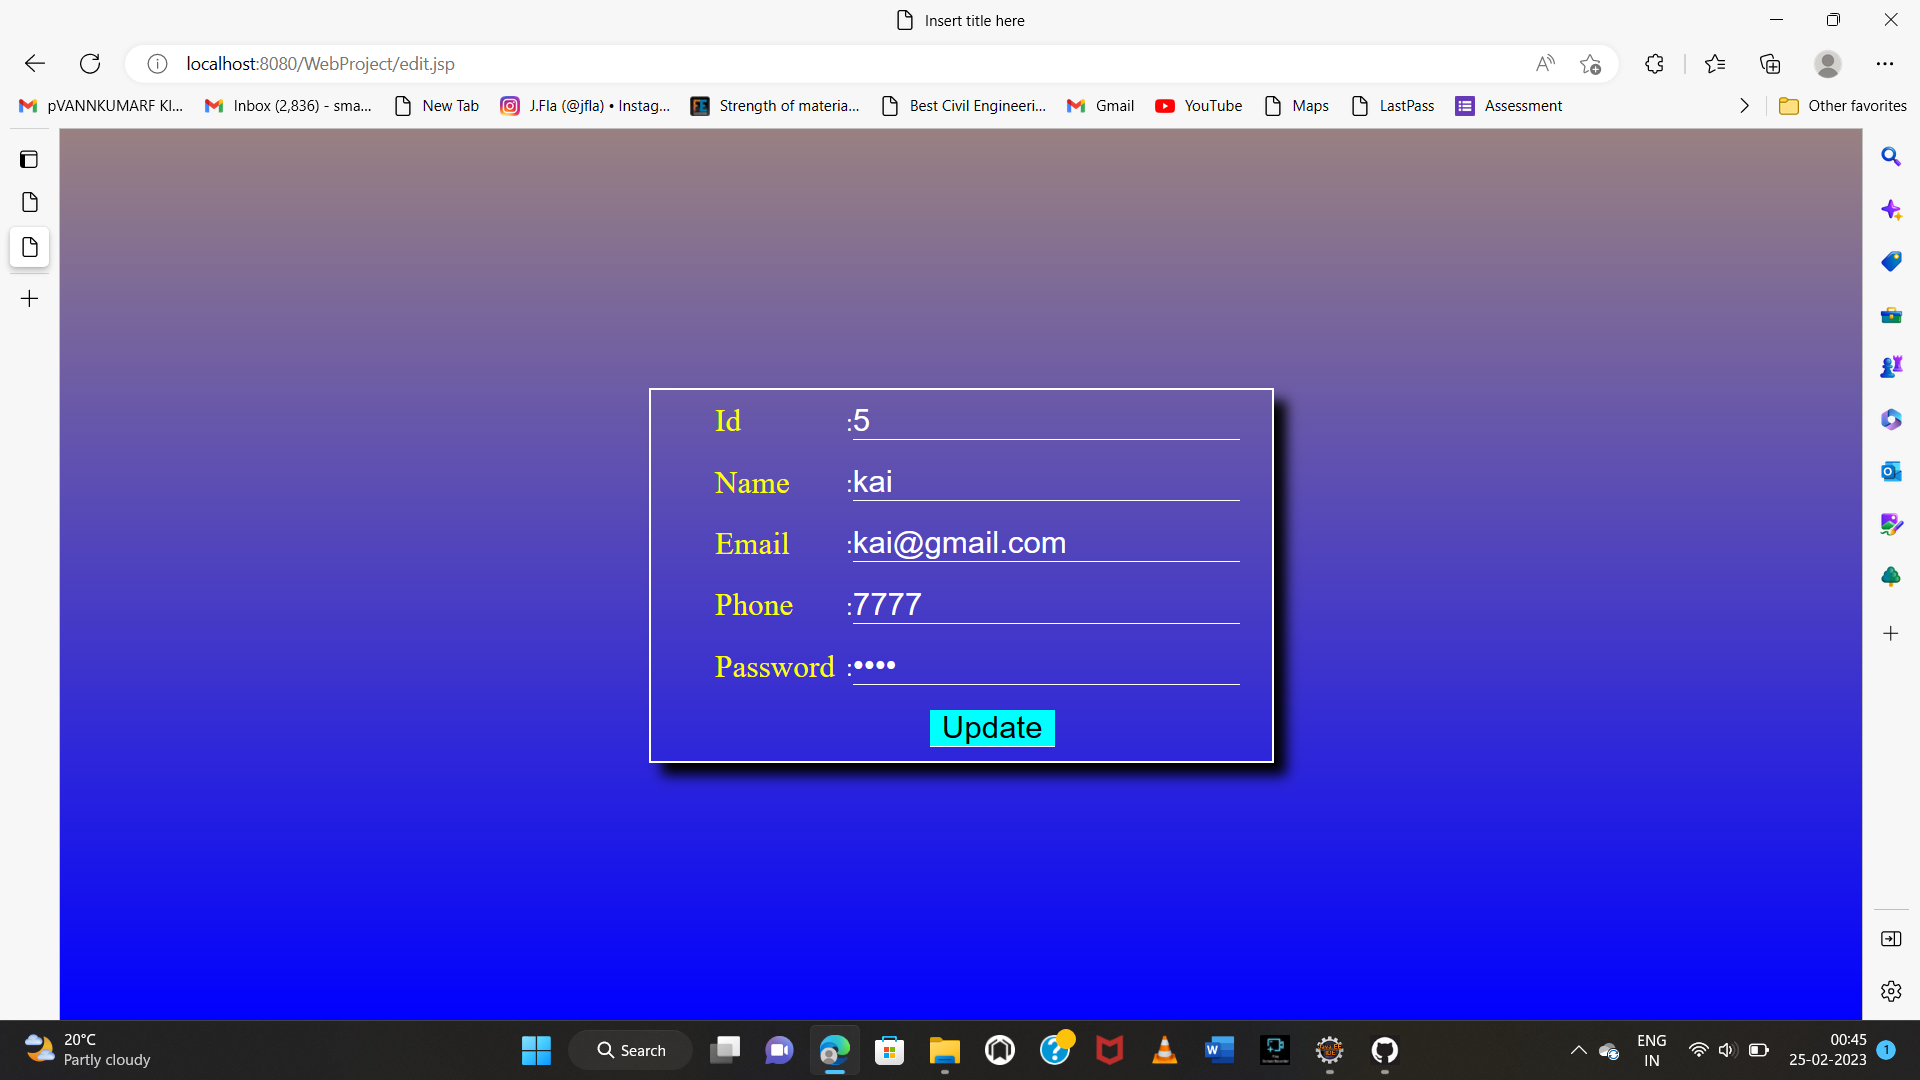 Insert title here
localhost:8080/WebProject/edit.jsp
pVANNKUMARF KI...
Inbox (2,836) - sma...
New Tab
J.Fla (@jfla) • Instag...
Strength of materia...
Best Civil Engineeri...
Gmail
YouTube
Maps
LastPass
Assessment
Other favorites
Id :5
Name :kai
Email :kai@gmail.com
Phone :7777
Password :••••
Update
20°C
Partly cloudy
Search
ENG
IN
00:45
25-02-2023
1